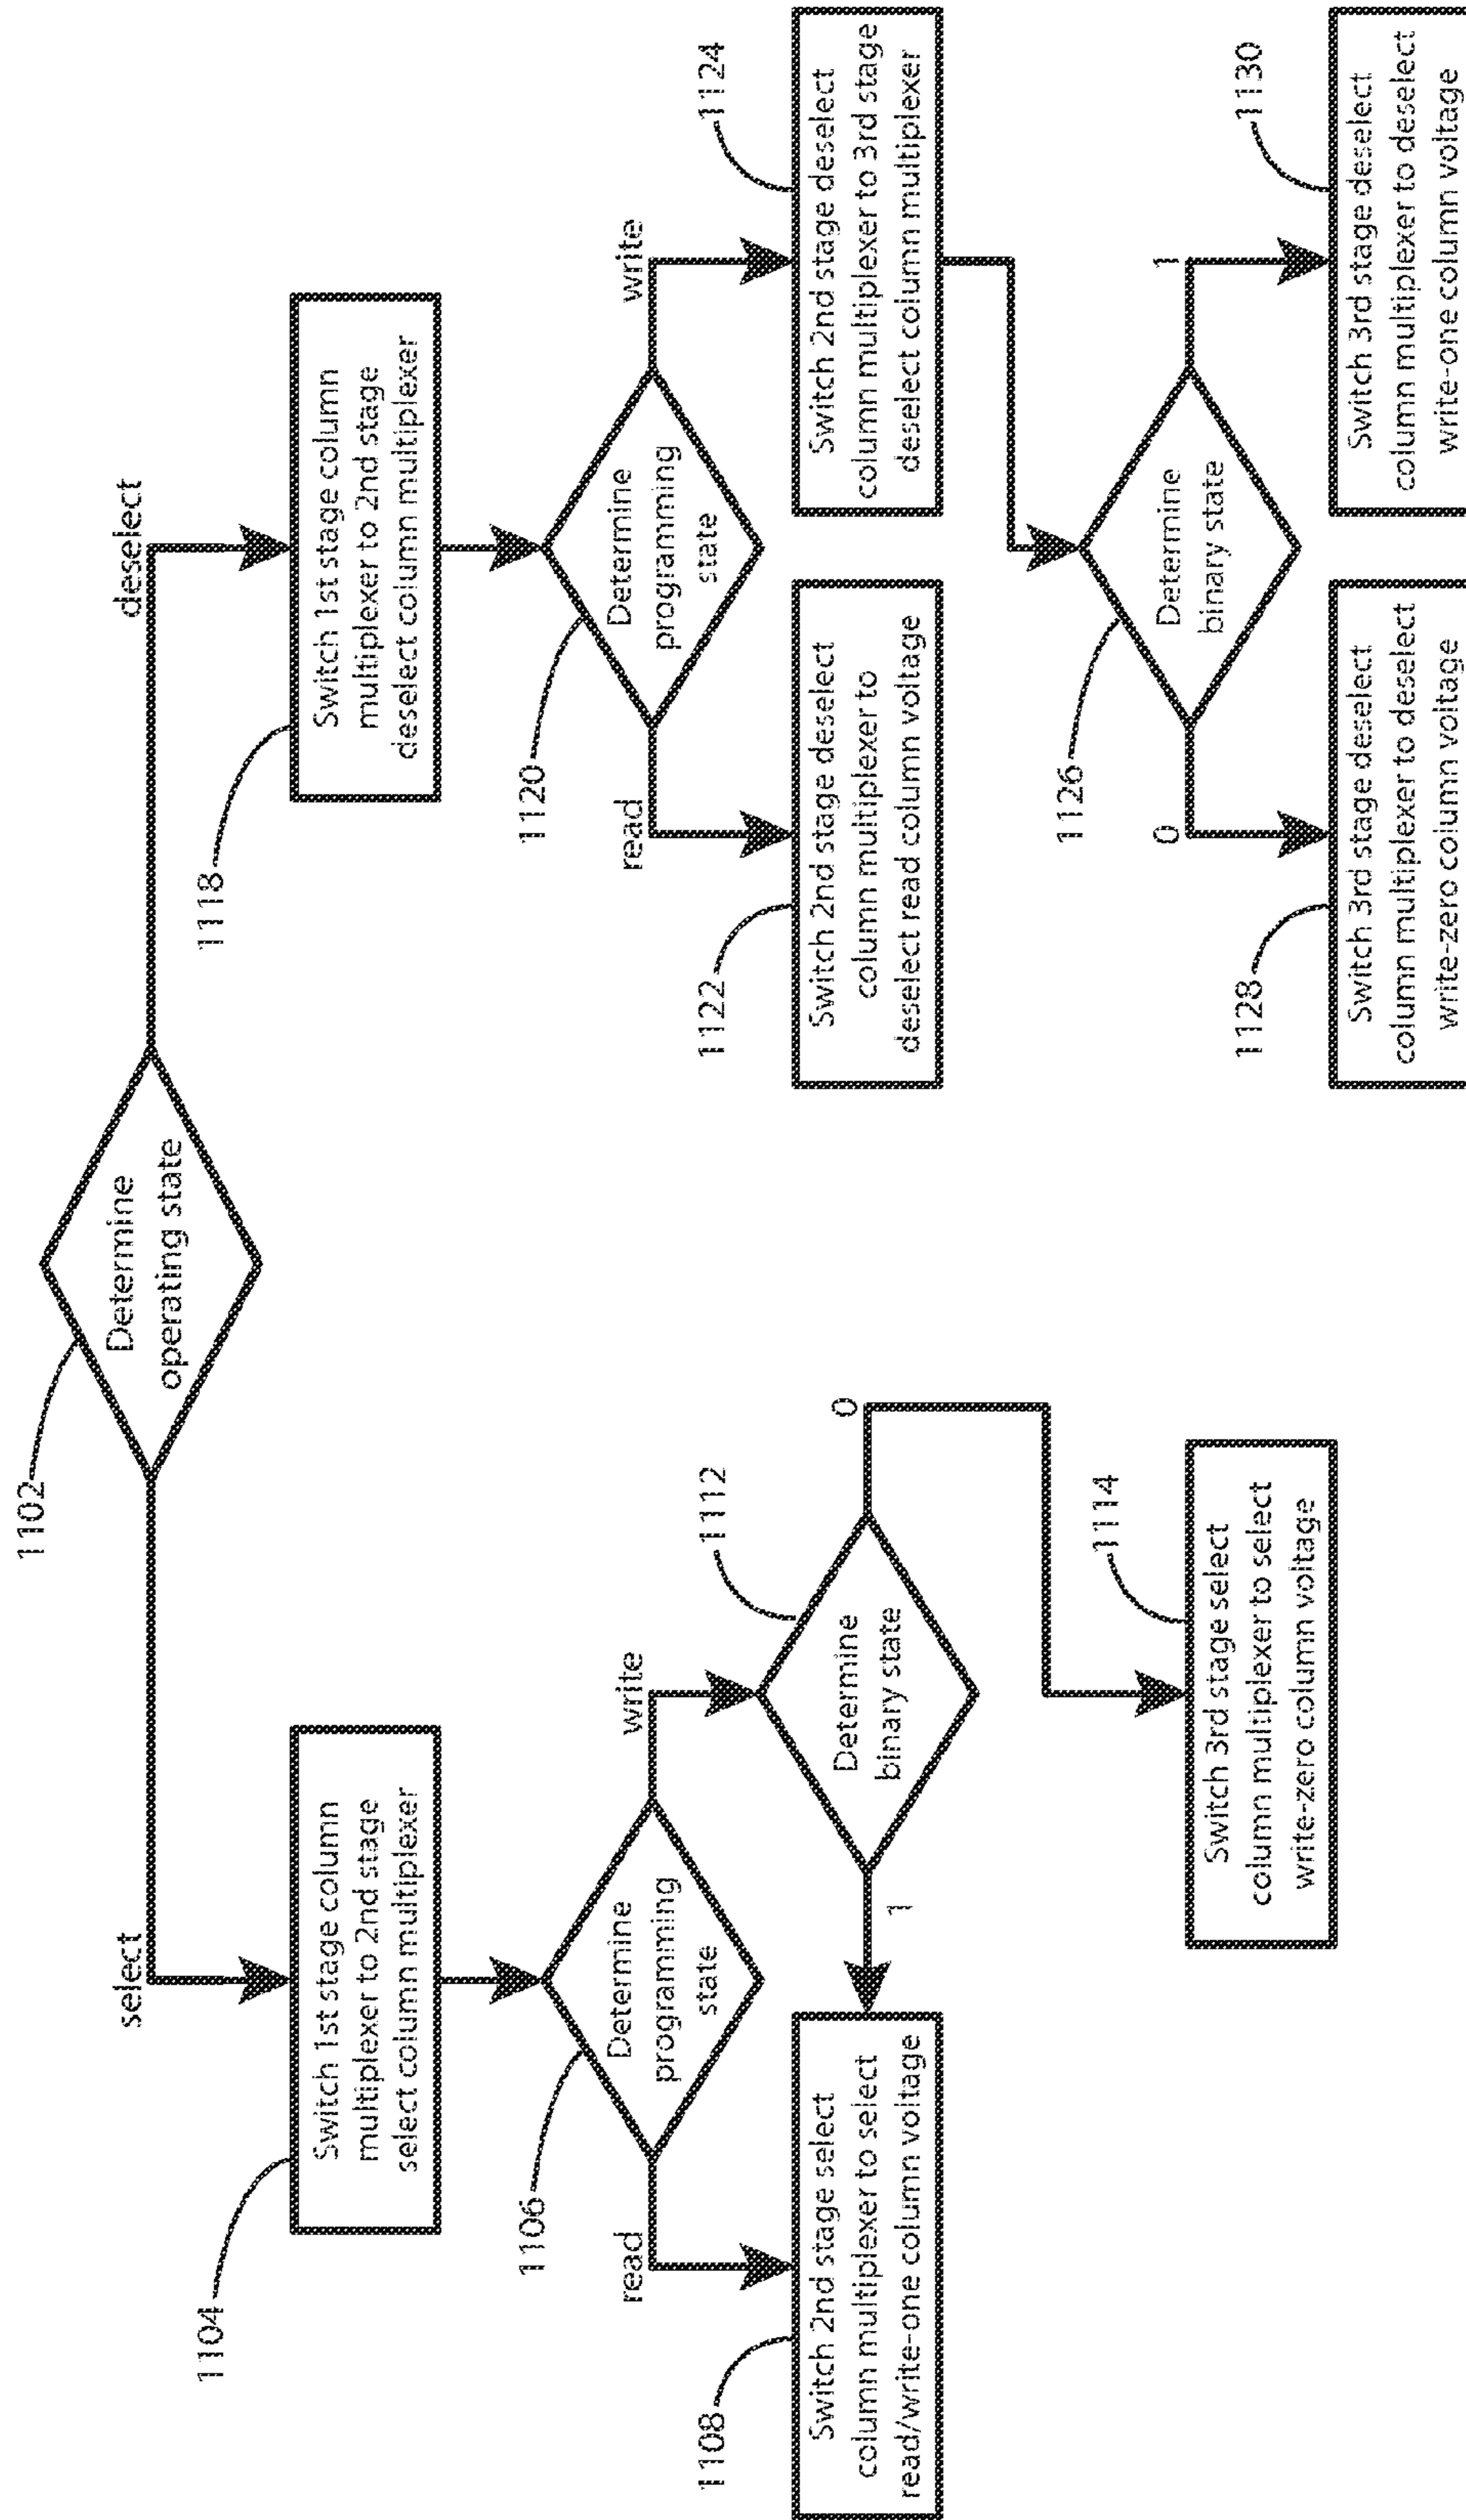 1102
Determine
operating state
select
deselect
1104
Switch 1st stage column
multiplexer to 2nd stage
select column multiplexer
1118
Switch 1st stage column
multiplexer to 2nd stage
deselect column multiplexer
1106
Determine
programming
state
read
write
1120
Determine
programming
state
read
write
1108
Switch 2nd stage select
column multiplexer to select
read/write-one column voltage
1112
Determine
binary state
1
0
1122
Switch 2nd stage deselect
column multiplexer to
deselect read column voltage
1124
Switch 2nd stage deselect
column multiplexer to 3rd stage
deselect column multiplexer
1114
Switch 3rd stage select
column multiplexer to select
write-zero column voltage
1126
Determine
binary state
0
1
1128
Switch 3rd stage deselect
column multiplexer to deselect
write-zero column voltage
1130
Switch 3rd stage deselect
column multiplexer to deselect
write-one column voltage